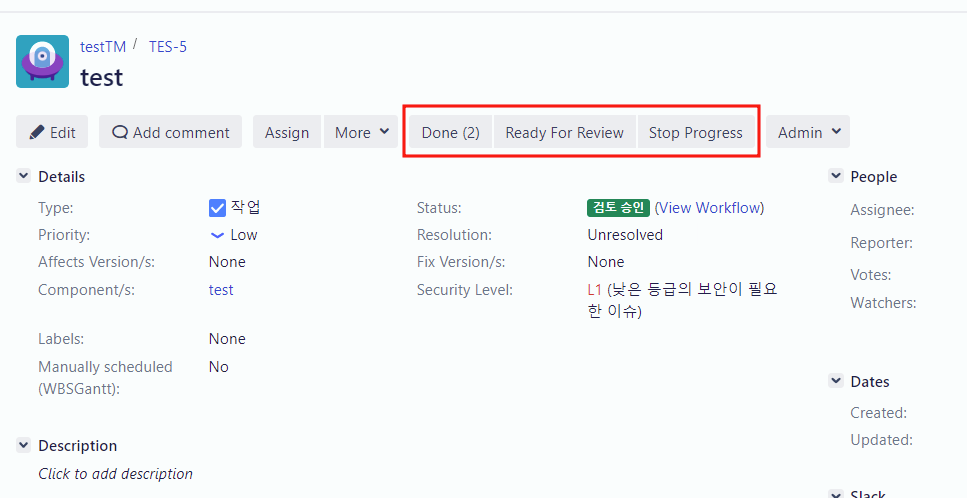 testTM / TES-5
test
Edit Add comment Assign More Done (2) Ready For Review Stop Progress Admin
Details
Type: 작업
Priority: Low
Affects Version/s: None
Component/s: test
Labels: None
Manually scheduled (WBSGantt): No
Status: 검토 승인 (View Workflow)
Resolution: Unresolved
Fix Version/s: None
Security Level: L1 (낮은 등급의 보안이 필요
한 이슈)
Description
Click to add description
People
Assignee:
Reporter:
Votes:
Watchers:
Dates
Created:
Updated:
Slack